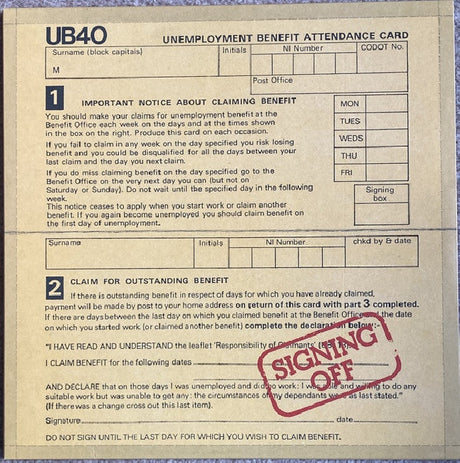 UB40 UNEMPLOYMENT BENEFIT ATTENDANCE CARD
Surname (block capitals) Initials NI Number CODOT No.
M
Post Office
1 IMPORTANT NOTICE ABOUT CLAIMING BENEFIT
You should make your claims for unemployment benefit at the
Benefit Office each week on the days and at the times shown
in the box on the right. Produce this card on each occasion.
If you fail to claim in any week on the day specified you risk losing
benefit and you could be disqualified for all the days between your
last claim and the day you next claim.
If you do miss claiming benefit on the day specified go to the
Benefit Office on the very next day you can (but not on
Saturday or Sunday). Do not wait until the specified day in the following
week.
This notice ceases to apply when you start work or claim another
benefit. If you again become unemployed you should claim benefit on
the first day of unemployment.
MON
TUES
WEDS
THU
FRI
Signing
box
Surname Initials NI Number chkd by & date
2 CLAIM FOR OUTSTANDING BENEFIT
If there is outstanding benefit in respect of days for which you have already claimed,
payment will be made by post to your home address on return of this card with part 3 completed.
If there are days between the last day on which you claimed benefit at the Benefit Office and the date
on which you started work (or claimed another benefit) complete the declaration below:-
"I HAVE READ AND UNDERSTAND the leaflet 'Responsibility of Claimants'
I CLAIM BENEFIT for the following dates
AND DECLARE that on those days I was unemployed and did no work: I was able and willing to do any
suitable work but was unable to get any: the circumstances of my dependants were as last stated."
(If there was a change cross out this last item).
Signature date
DO NOT SIGN UNTIL THE LAST DAY FOR WHICH YOU WISH TO CLAIM BENEFIT.
SIGNING
OFF